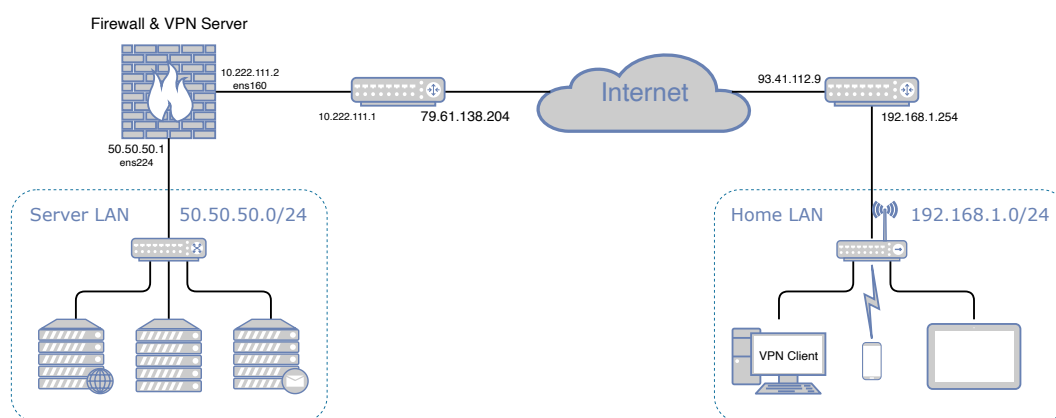 Firewall & VPN Server
10.222.111.2
ens160
10.222.111.1
79.61.138.204
Internet
93.41.112.9
192.168.1.254
50.50.50.1
ens224
Server LAN
50.50.50.0/24
Home LAN
192.168.1.0/24
VPN Client